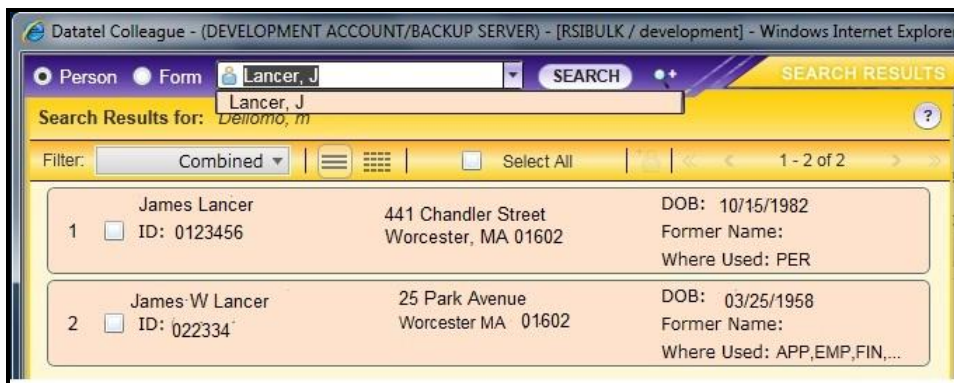 Datatel Colleague - (DEVELOPMENT ACCOUNT/BACKUP SERVER) - [RSIBULK / development] - Windows Internet Explorer
Person Form Lancer, J SEARCH SEARCH RESULTS
Lancer, J
Search Results for: Dellomo, m ?
Filter: Combined Select All 1 - 2 of 2
1
James Lancer
ID: 0123456
441 Chandler Street
Worcester, MA 01602
DOB: 10/15/1982
Former Name:
Where Used: PER
2
James W Lancer
ID: 022334
25 Park Avenue
Worcester MA 01602
DOB: 03/25/1958
Former Name:
Where Used: APP,EMP,FIN,...